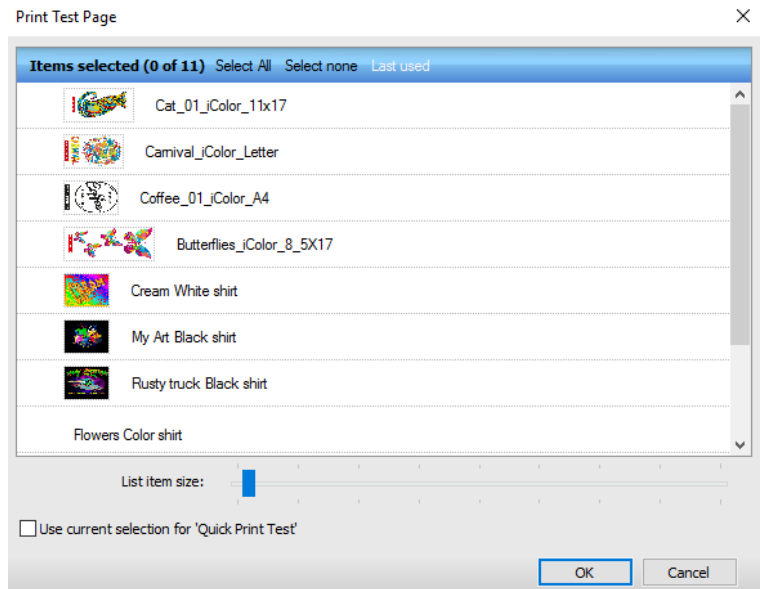 Print Test Page
Items selected (0 of 11) Select All Select none Last used
Cat_01_iColor_11x17
Carnival_iColor_Letter
Coffee_01_iColor_A4
Butterflies_iColor_8_5X17
Cream White shirt
My Art Black shirt
Rusty truck Black shirt
Flowers Color shirt
List item size:
Use current selection for 'Quick Print Test'
OK Cancel